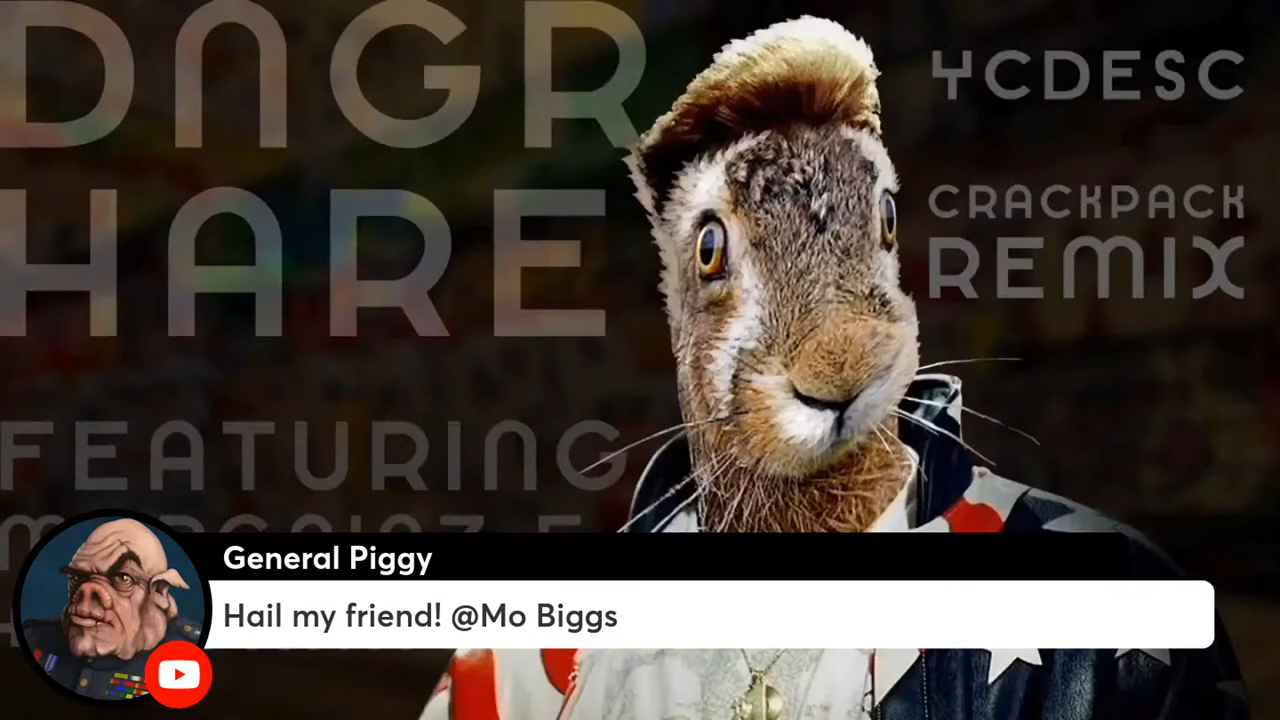 DNGR
HARE
YCDESC
CRACKPACK
REMIX
FEATURING
General Piggy
Hail my friend! @Mo Biggs